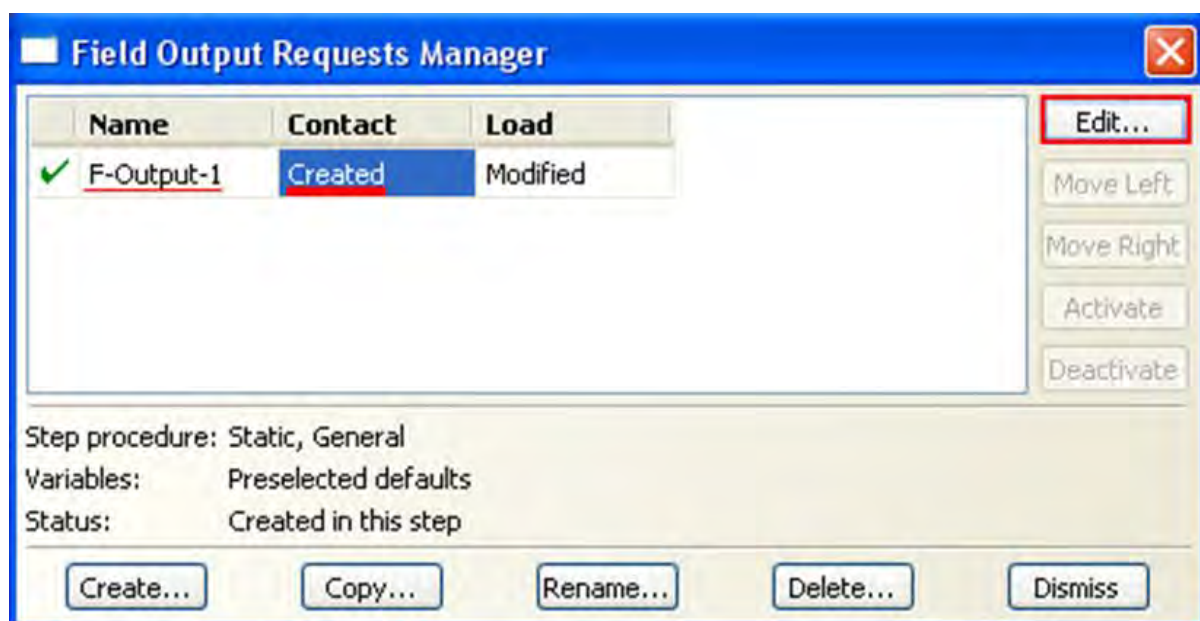 Field Output Requests Manager
Name Contact Load
F-Output-1 Created Modified
Edit...
Move Left
Move Right
Activate
Deactivate
Step procedure: Static, General
Variables: Preselected defaults
Status: Created in this step
Create... Copy... Rename... Delete... Dismiss